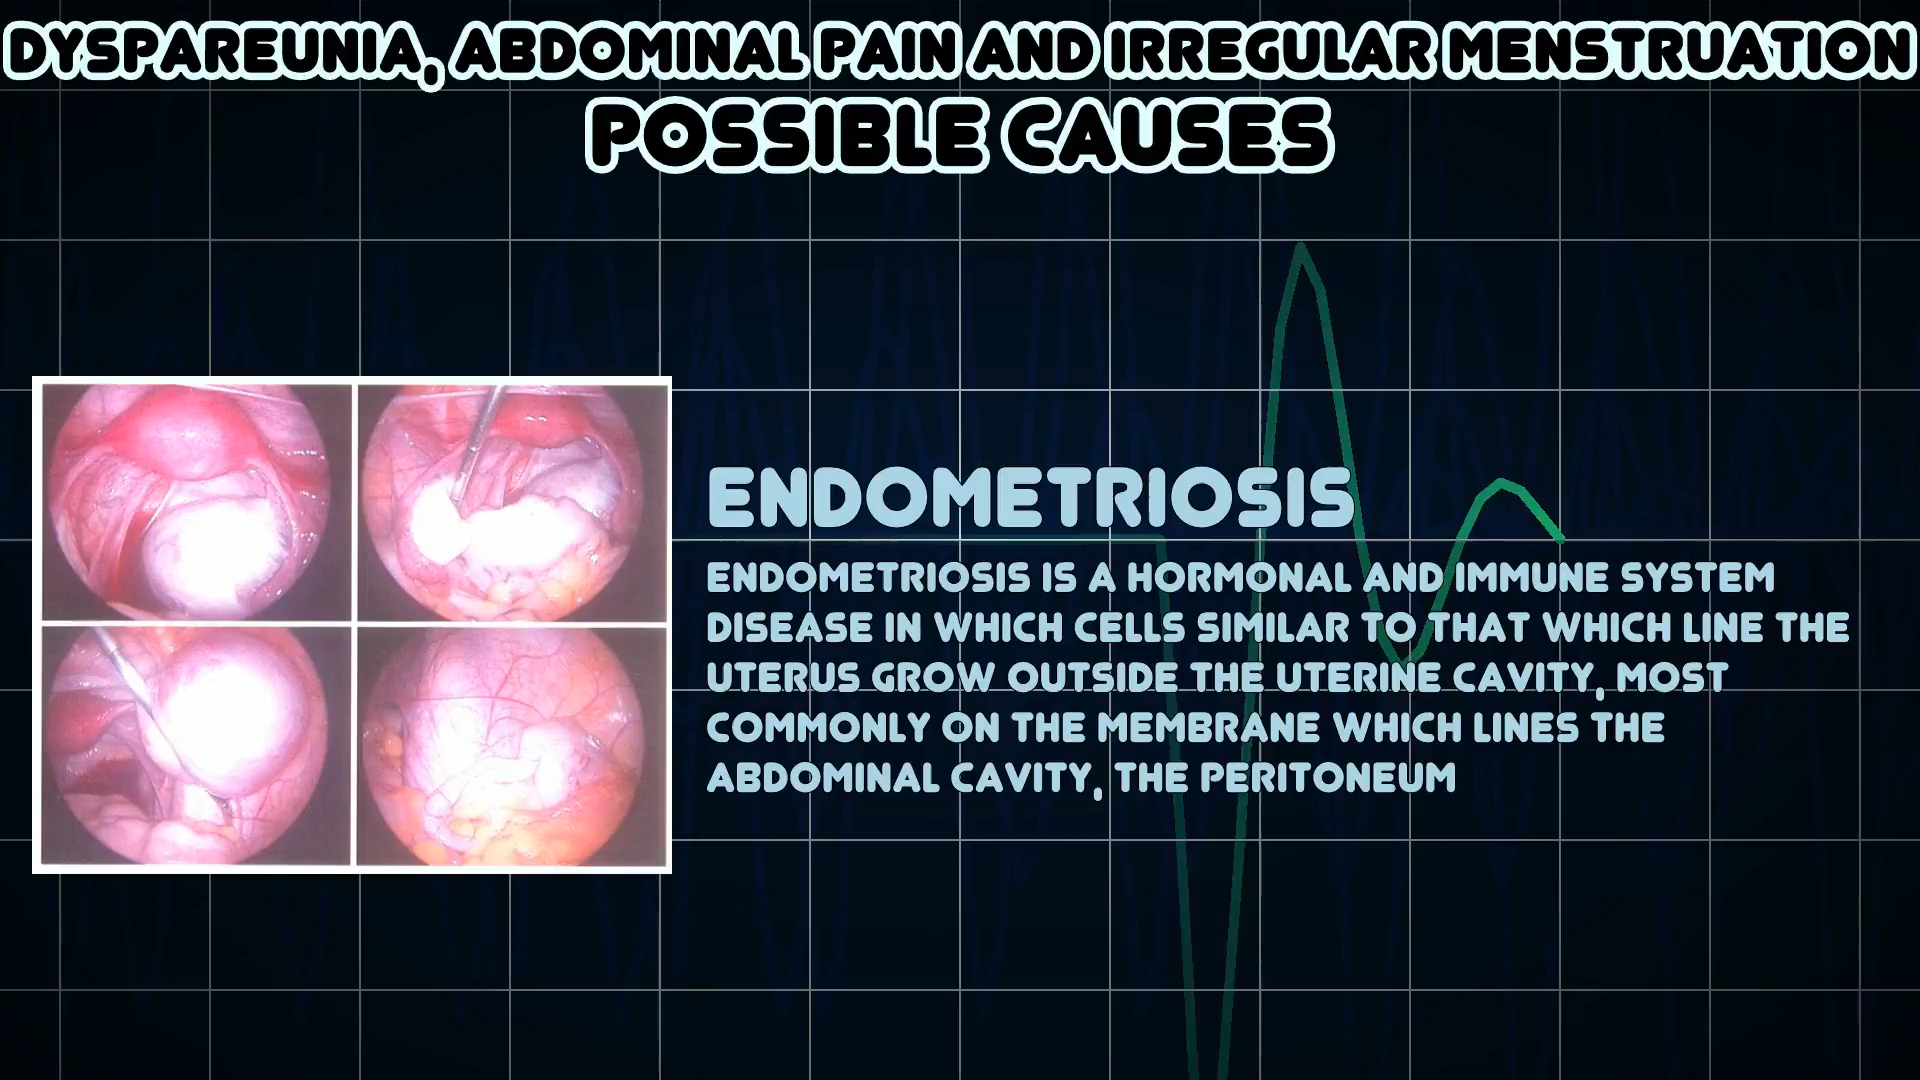 DYSPAREUNIA, ABDOMINAL PAIN AND IRREGULAR MENSTRUATION
POSSIBLE CAUSES
ENDOMETRIOSIS
ENDOMETRIOSIS IS A HORMONAL AND IMMUNE SYSTEM
DISEASE IN WHICH CELLS SIMILAR TO THAT WHICH LINE THE
UTERUS GROW OUTSIDE THE UTERINE CAVITY, MOST
COMMONLY ON THE MEMBRANE WHICH LINES THE
ABDOMINAL CAVITY, THE PERITONEUM